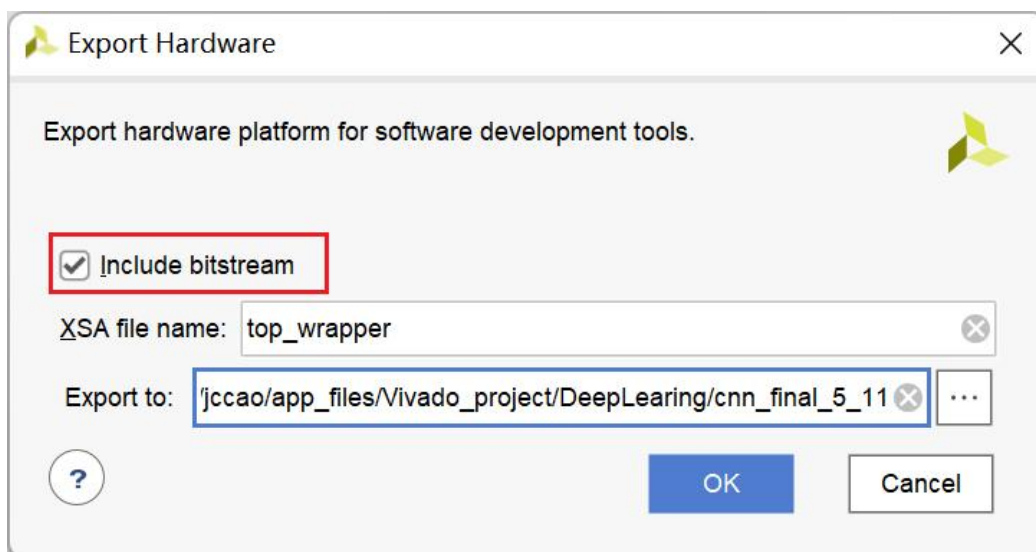 Export Hardware
Export hardware platform for software development tools.
Include bitstream
XSA file name: top_wrapper
Export to: /jccao/app_files/Vivado_project/DeepLearing/cnn_final_5_11 ...
? OK Cancel